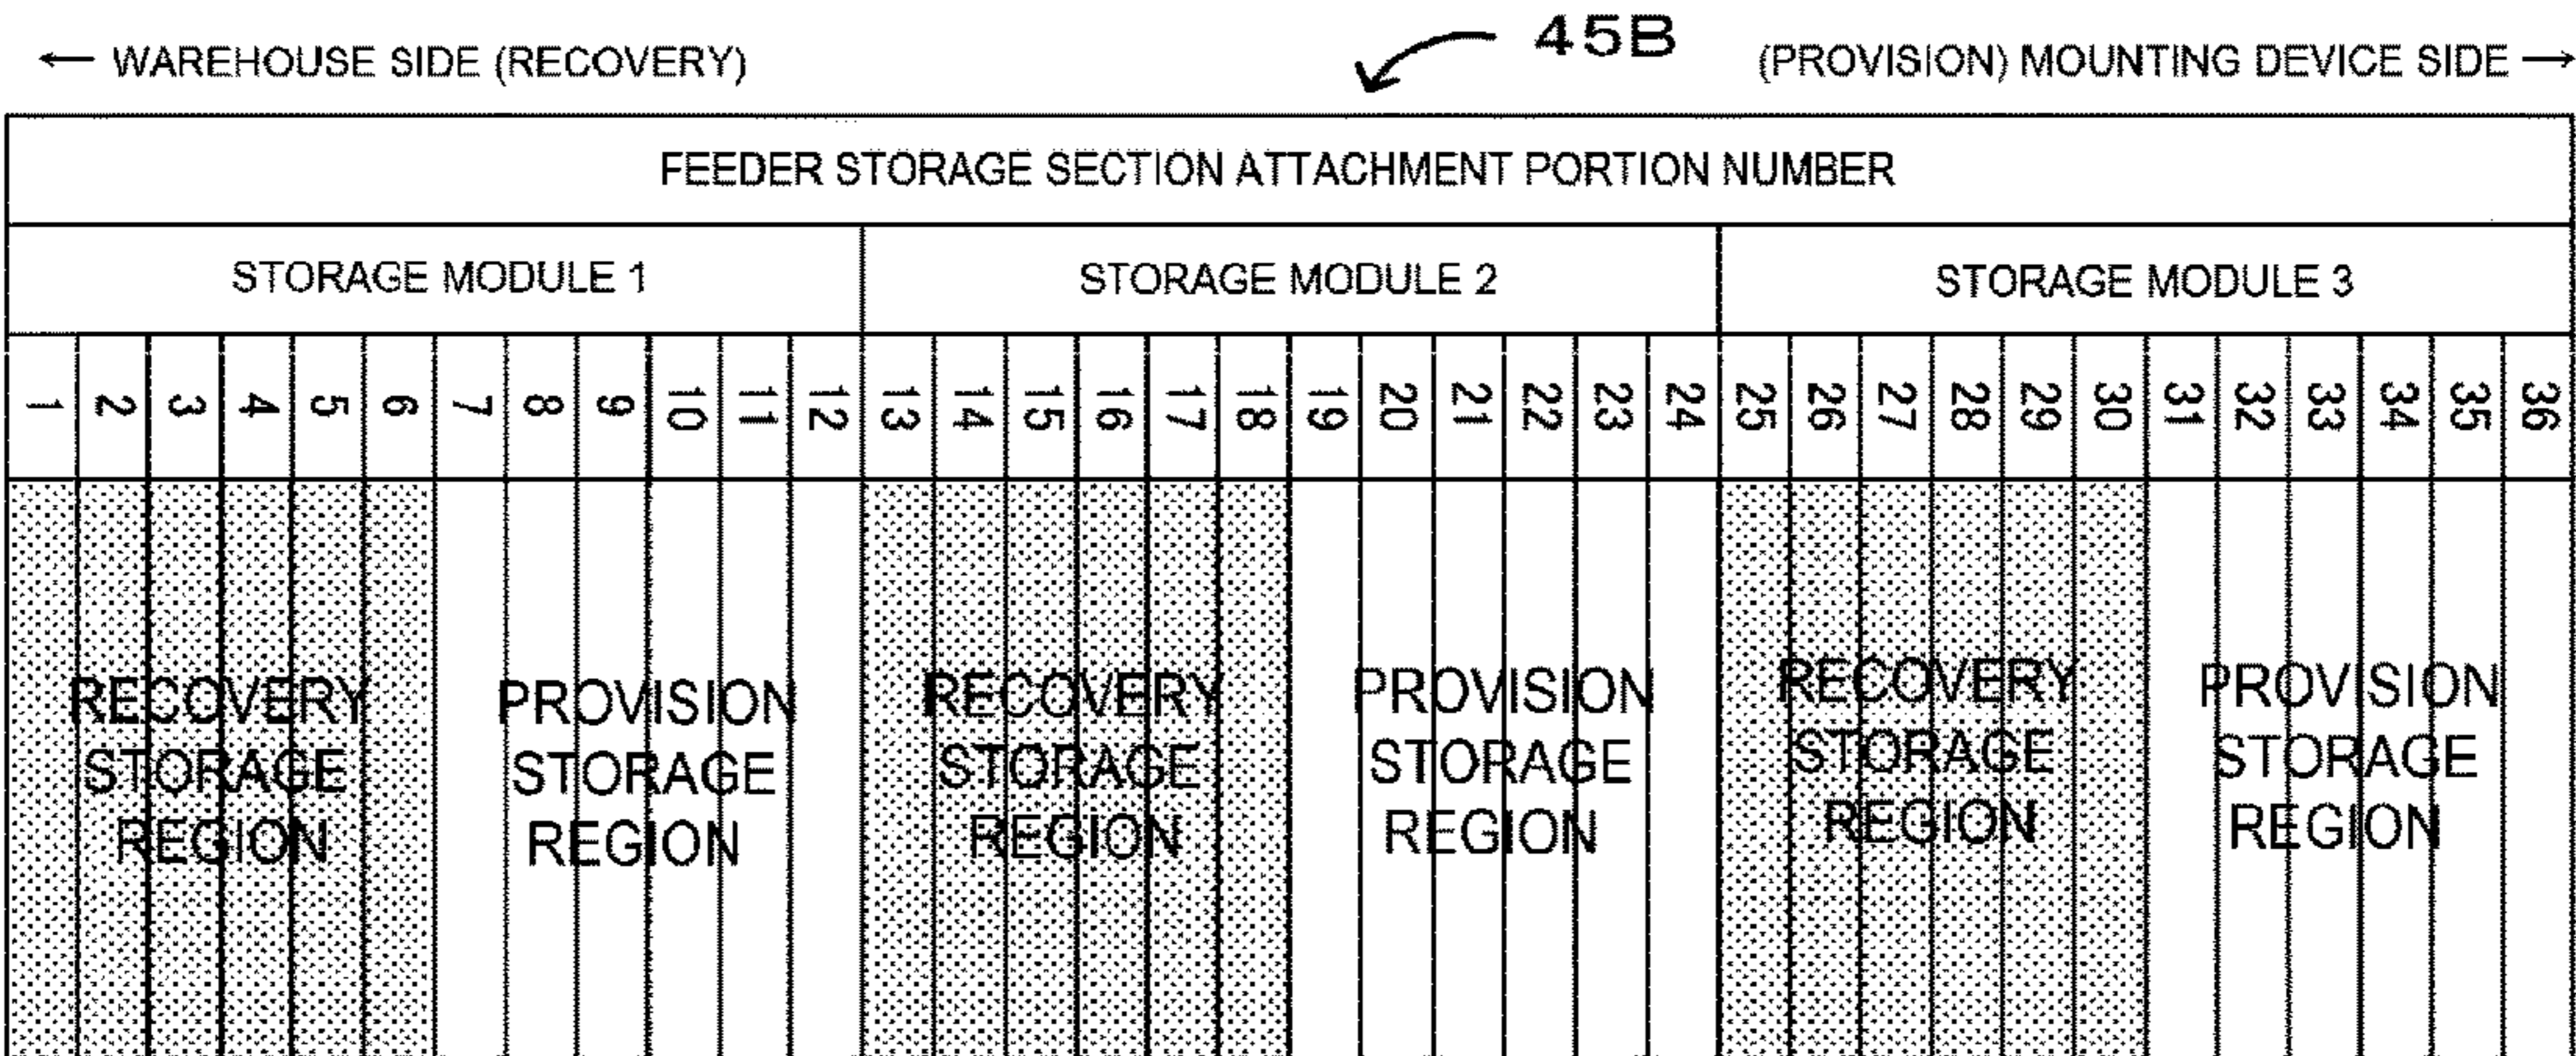 ← WAREHOUSE SIDE (RECOVERY) 45B (PROVISION) MOUNTING DEVICE SIDE →
FEEDER STORAGE SECTION ATTACHMENT PORTION NUMBER
STORAGE MODULE 1 STORAGE MODULE 2 STORAGE MODULE 3
1 2 3 4 5 6 7 8 9 10 11 12 13 14 15 16 17 18 19 20 21 22 23 24 25 26 27 28 29 30 31 32 33 34 35 36
RECOVERY PROVISION RECOVERY PROVISION RECOVERY PROVISION
STORAGE STORAGE STORAGE STORAGE STORAGE STORAGE
REGION REGION REGION REGION REGION REGION